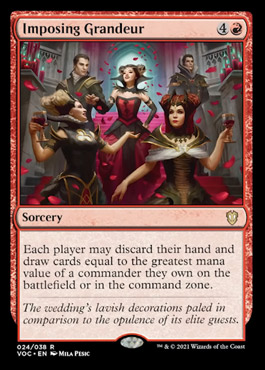 Imposing Grandeur 4
Sorcery
Each player may discard their hand and
draw cards equal to the greatest mana
value of a commander they own on the
battlefield or in the command zone.
The wedding's lavish decorations paled in
comparison to the opulence of its elite guests.
024/038 R
VOC • EN MILA PESIC
™ & © 2021 Wizards of the Coast